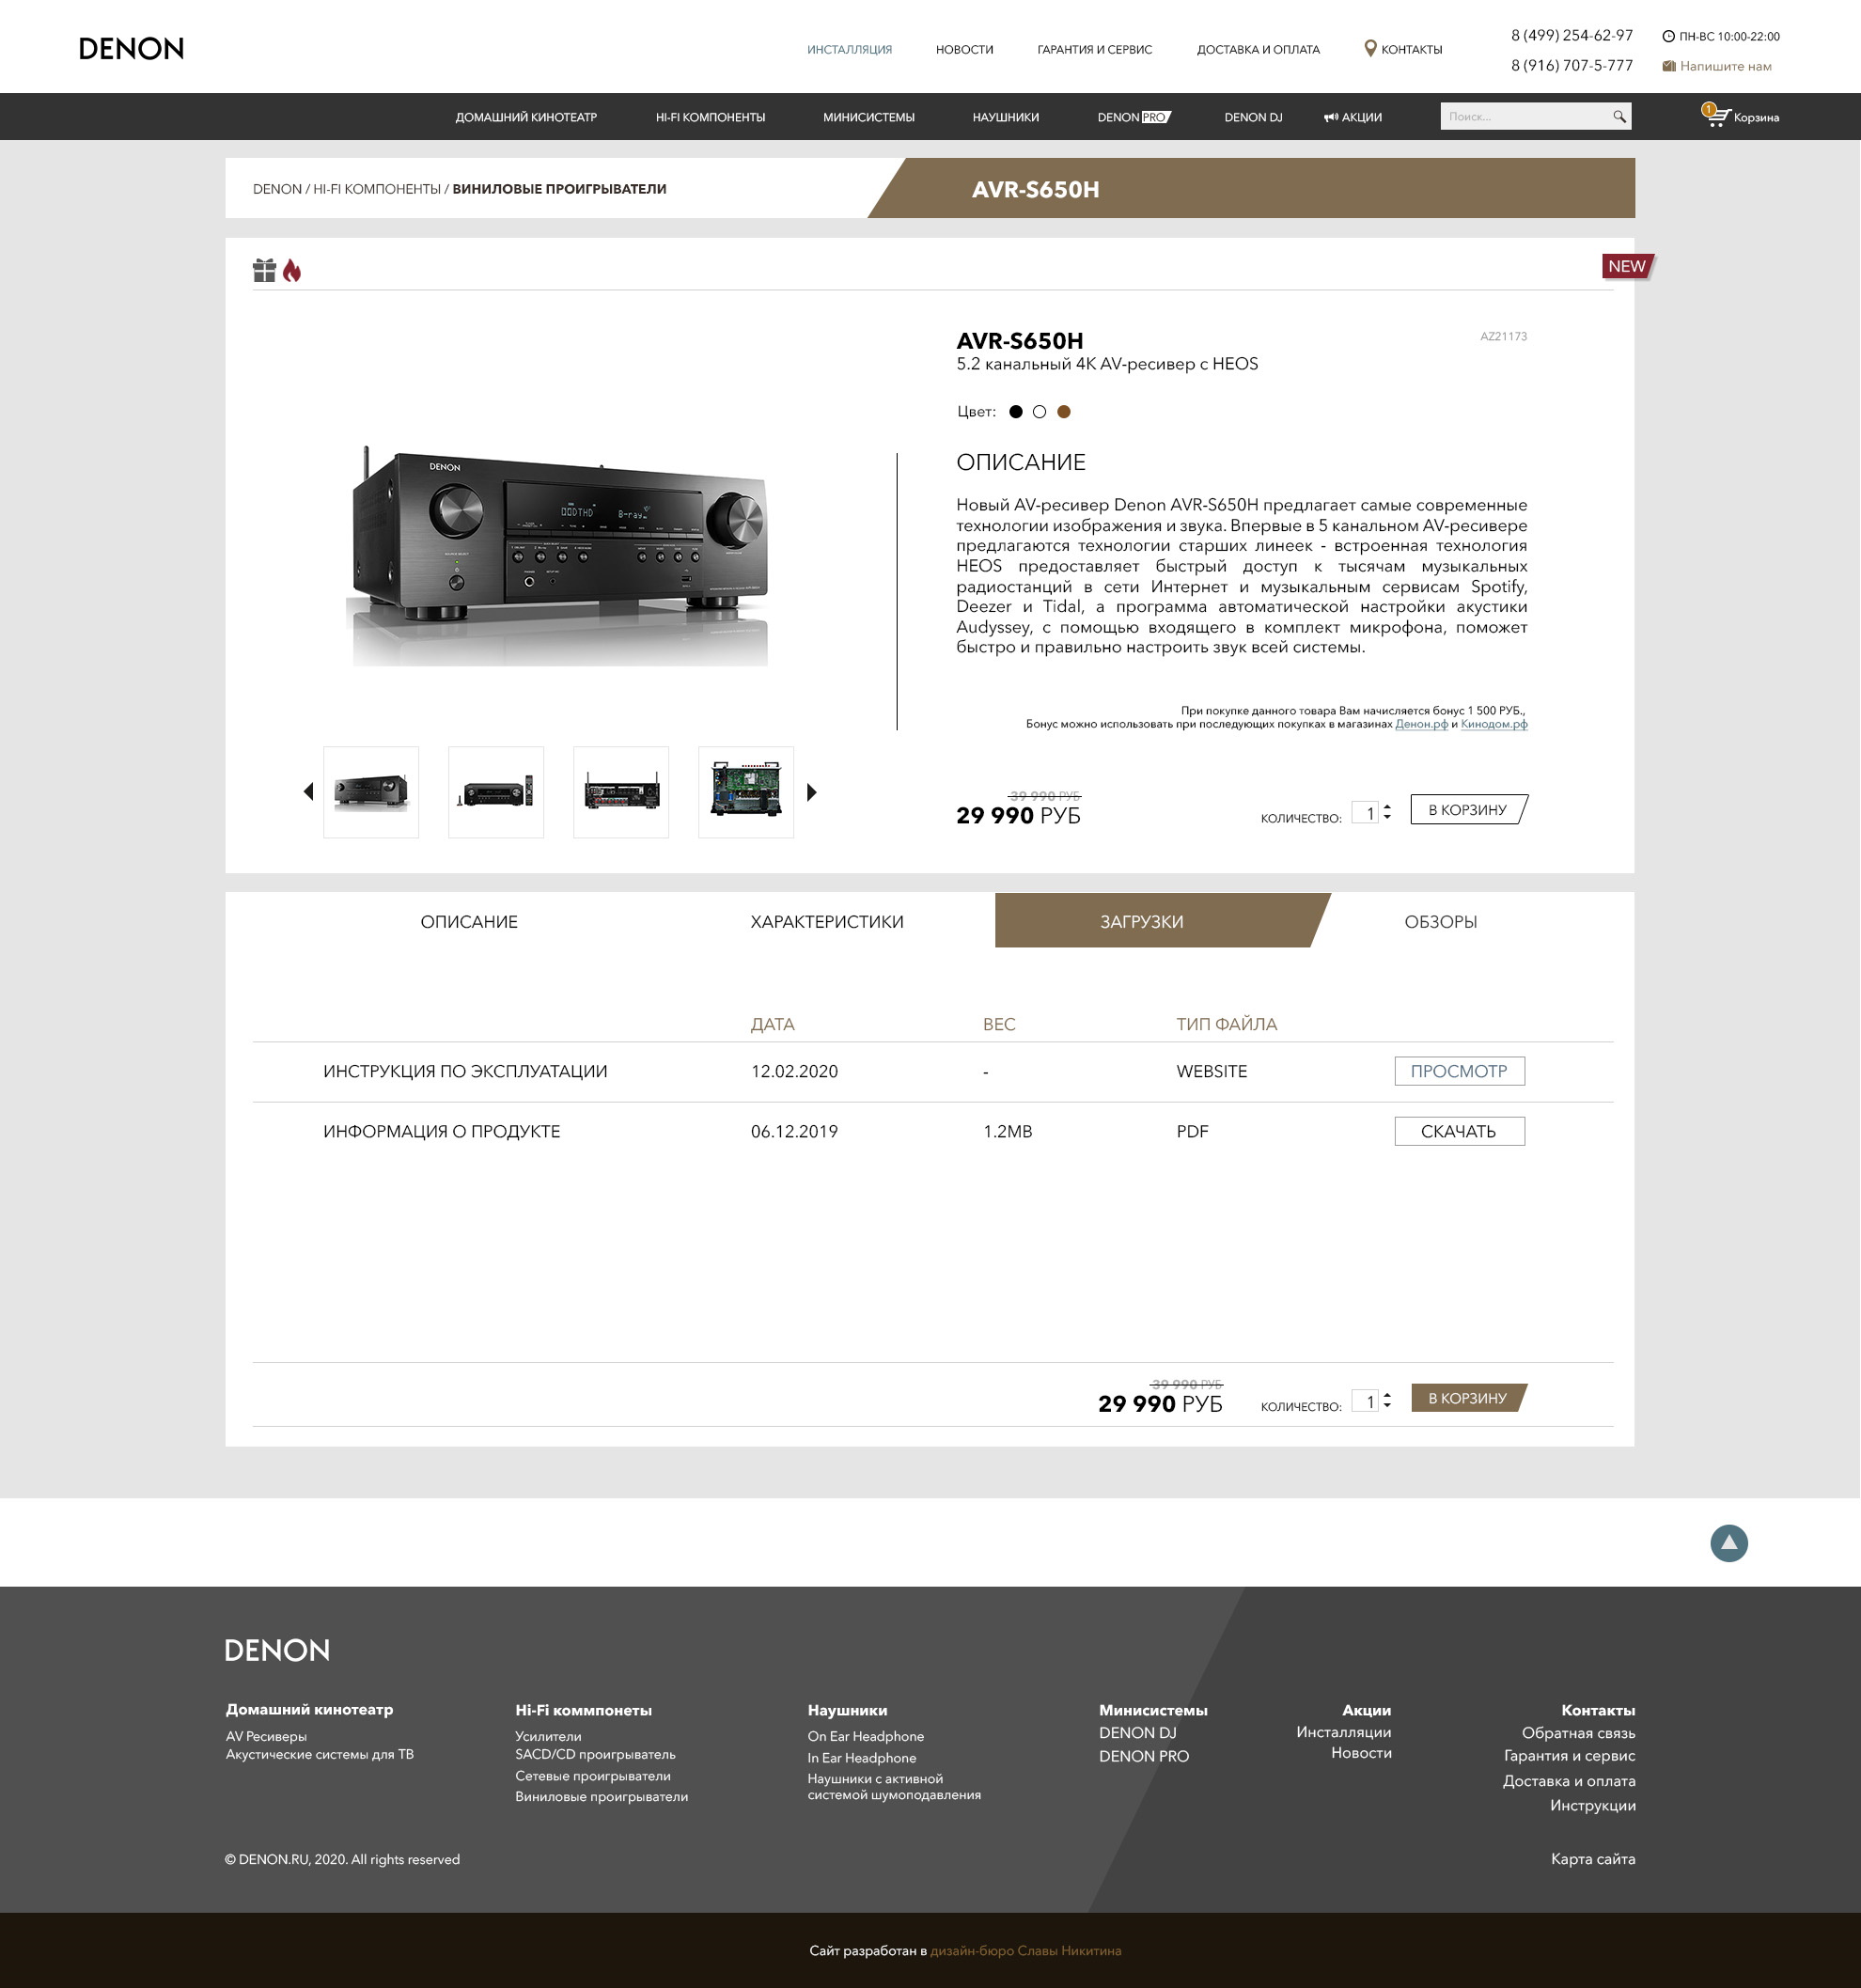 DENON
ИНСТАЛЛЯЦИЯ
НОВОСТИ
ГАРАНТИЯ И СЕРВИС
ДОСТАВКА И ОПЛАТА
КОНТАКТЫ
8 (499) 254-62-97
8 (916) 707-5-777
ПН-ВС 10:00-22:00
Напишите нам
ДОМАШНИЙ КИНОТЕАТР
HI-FI КОМПОНЕНТЫ
МИНИСИСТЕМЫ
НАУШНИКИ
DENON PRO
DENON DJ
АКЦИИ
Поиск...
1
Корзина
DENON / HI-FI КОМПОНЕНТЫ / ВИНИЛОВЫЕ ПРОИГРЫВАТЕЛИ
AVR-S650H
NEW
AVR-S650H
AZ21173
5.2 канальный 4К AV-ресивер с HEOS
Цвет:
ОПИСАНИЕ
Новый AV-ресивер Denon AVR-S650H предлагает самые современные
технологии изображения и звука. Впервые в 5 канальном AV-ресивере
предлагаются технологии старших линеек - встроенная технология
HEOS предоставляет быстрый доступ к тысячам музыкальных
радиостанций в сети Интернет и музыкальным сервисам Spotify,
Deezer и Tidal, а программа автоматической настройки акустики
Audyssey, с помощью входящего в комплект микрофона, поможет
быстро и правильно настроить звук всей системы.
DENON
При покупке данного товара Вам начисляется бонус 1 500 РУБ.,
Бонус можно использовать при последующих покупках в магазинах Денон.рф и Кинодом.рф
39 990 РУБ
29 990 РУБ
КОЛИЧЕСТВО:
1
В КОРЗИНУ
ОПИСАНИЕ
ХАРАКТЕРИСТИКИ
ЗАГРУЗКИ
ОБЗОРЫ
ДАТА
ВЕС
ТИП ФАЙЛА
ИНСТРУКЦИЯ ПО ЭКСПЛУАТАЦИИ
12.02.2020
-
WEBSITE
ПРОСМОТР
ИНФОРМАЦИЯ О ПРОДУКТЕ
06.12.2019
1.2MB
PDF
СКАЧАТЬ
39 990 РУБ
29 990 РУБ
КОЛИЧЕСТВО:
1
В КОРЗИНУ
DENON
Домашний кинотеатр
AV Ресиверы
Акустические системы для ТВ
Hi-Fi коммпонеты
Усилители
SACD/CD проигрыватель
Сетевые проигрыватели
Виниловые проигрыватели
Наушники
On Ear Headphone
In Ear Headphone
Наушники с активной
системой шумоподавления
Минисистемы
DENON DJ
DENON PRO
Акции
Инсталляции
Новости
Контакты
Обратная связь
Гарантия и сервис
Доставка и оплата
Инструкции
© DENON.RU, 2020. All rights reserved
Карта сайта
Сайт разработан в дизайн-бюро Славы Никитина